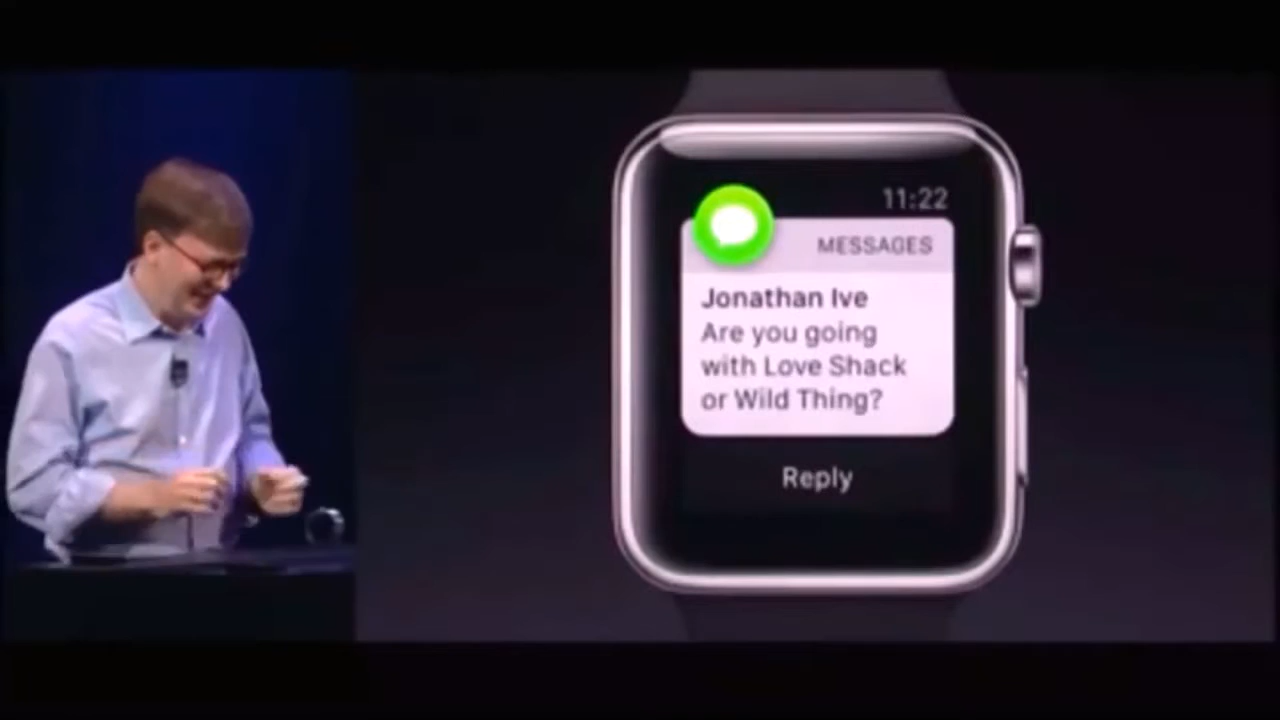 11:22
MESSAGES
Jonathan Ive
Are you going
with Love Shack
or Wild Thing?
Reply